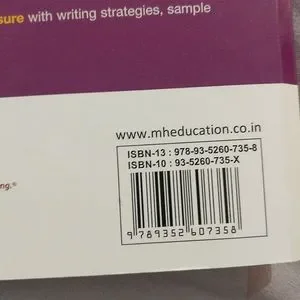 sure with writing strategies, sample
www.mheducation.co.in
ISBN-13 : 978-93-5260-735-8
ISBN-10 : 93-5260-735-X
ng.®
9 789352 607358